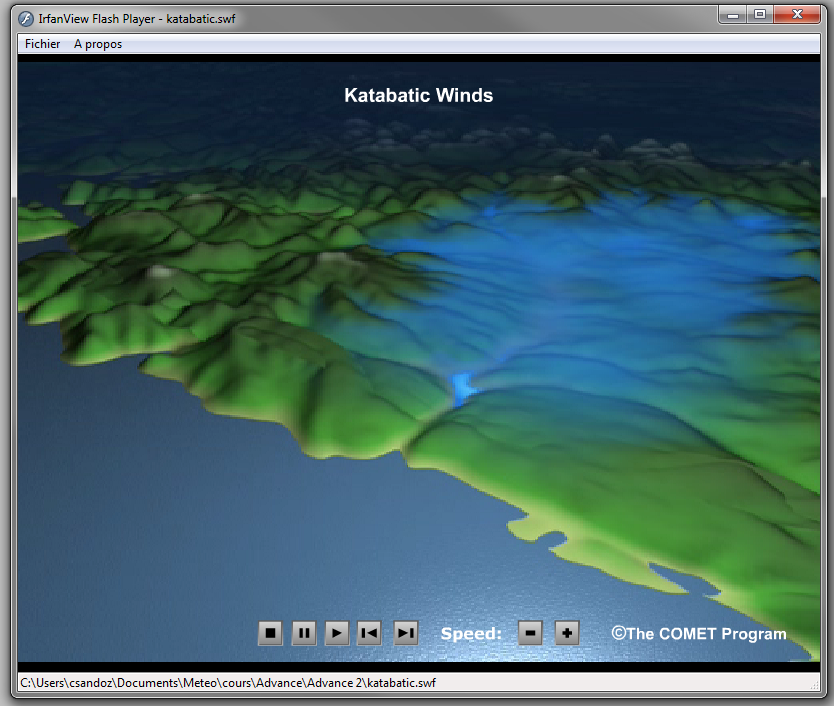 IrfanView Flash Player - katabatic.swf
Fichier A propos
Katabatic Winds
Speed:
©The COMET Program
C:\Users\csandoz\Documents\Meteo\cours\Advance\Advance 2\katabatic.swf